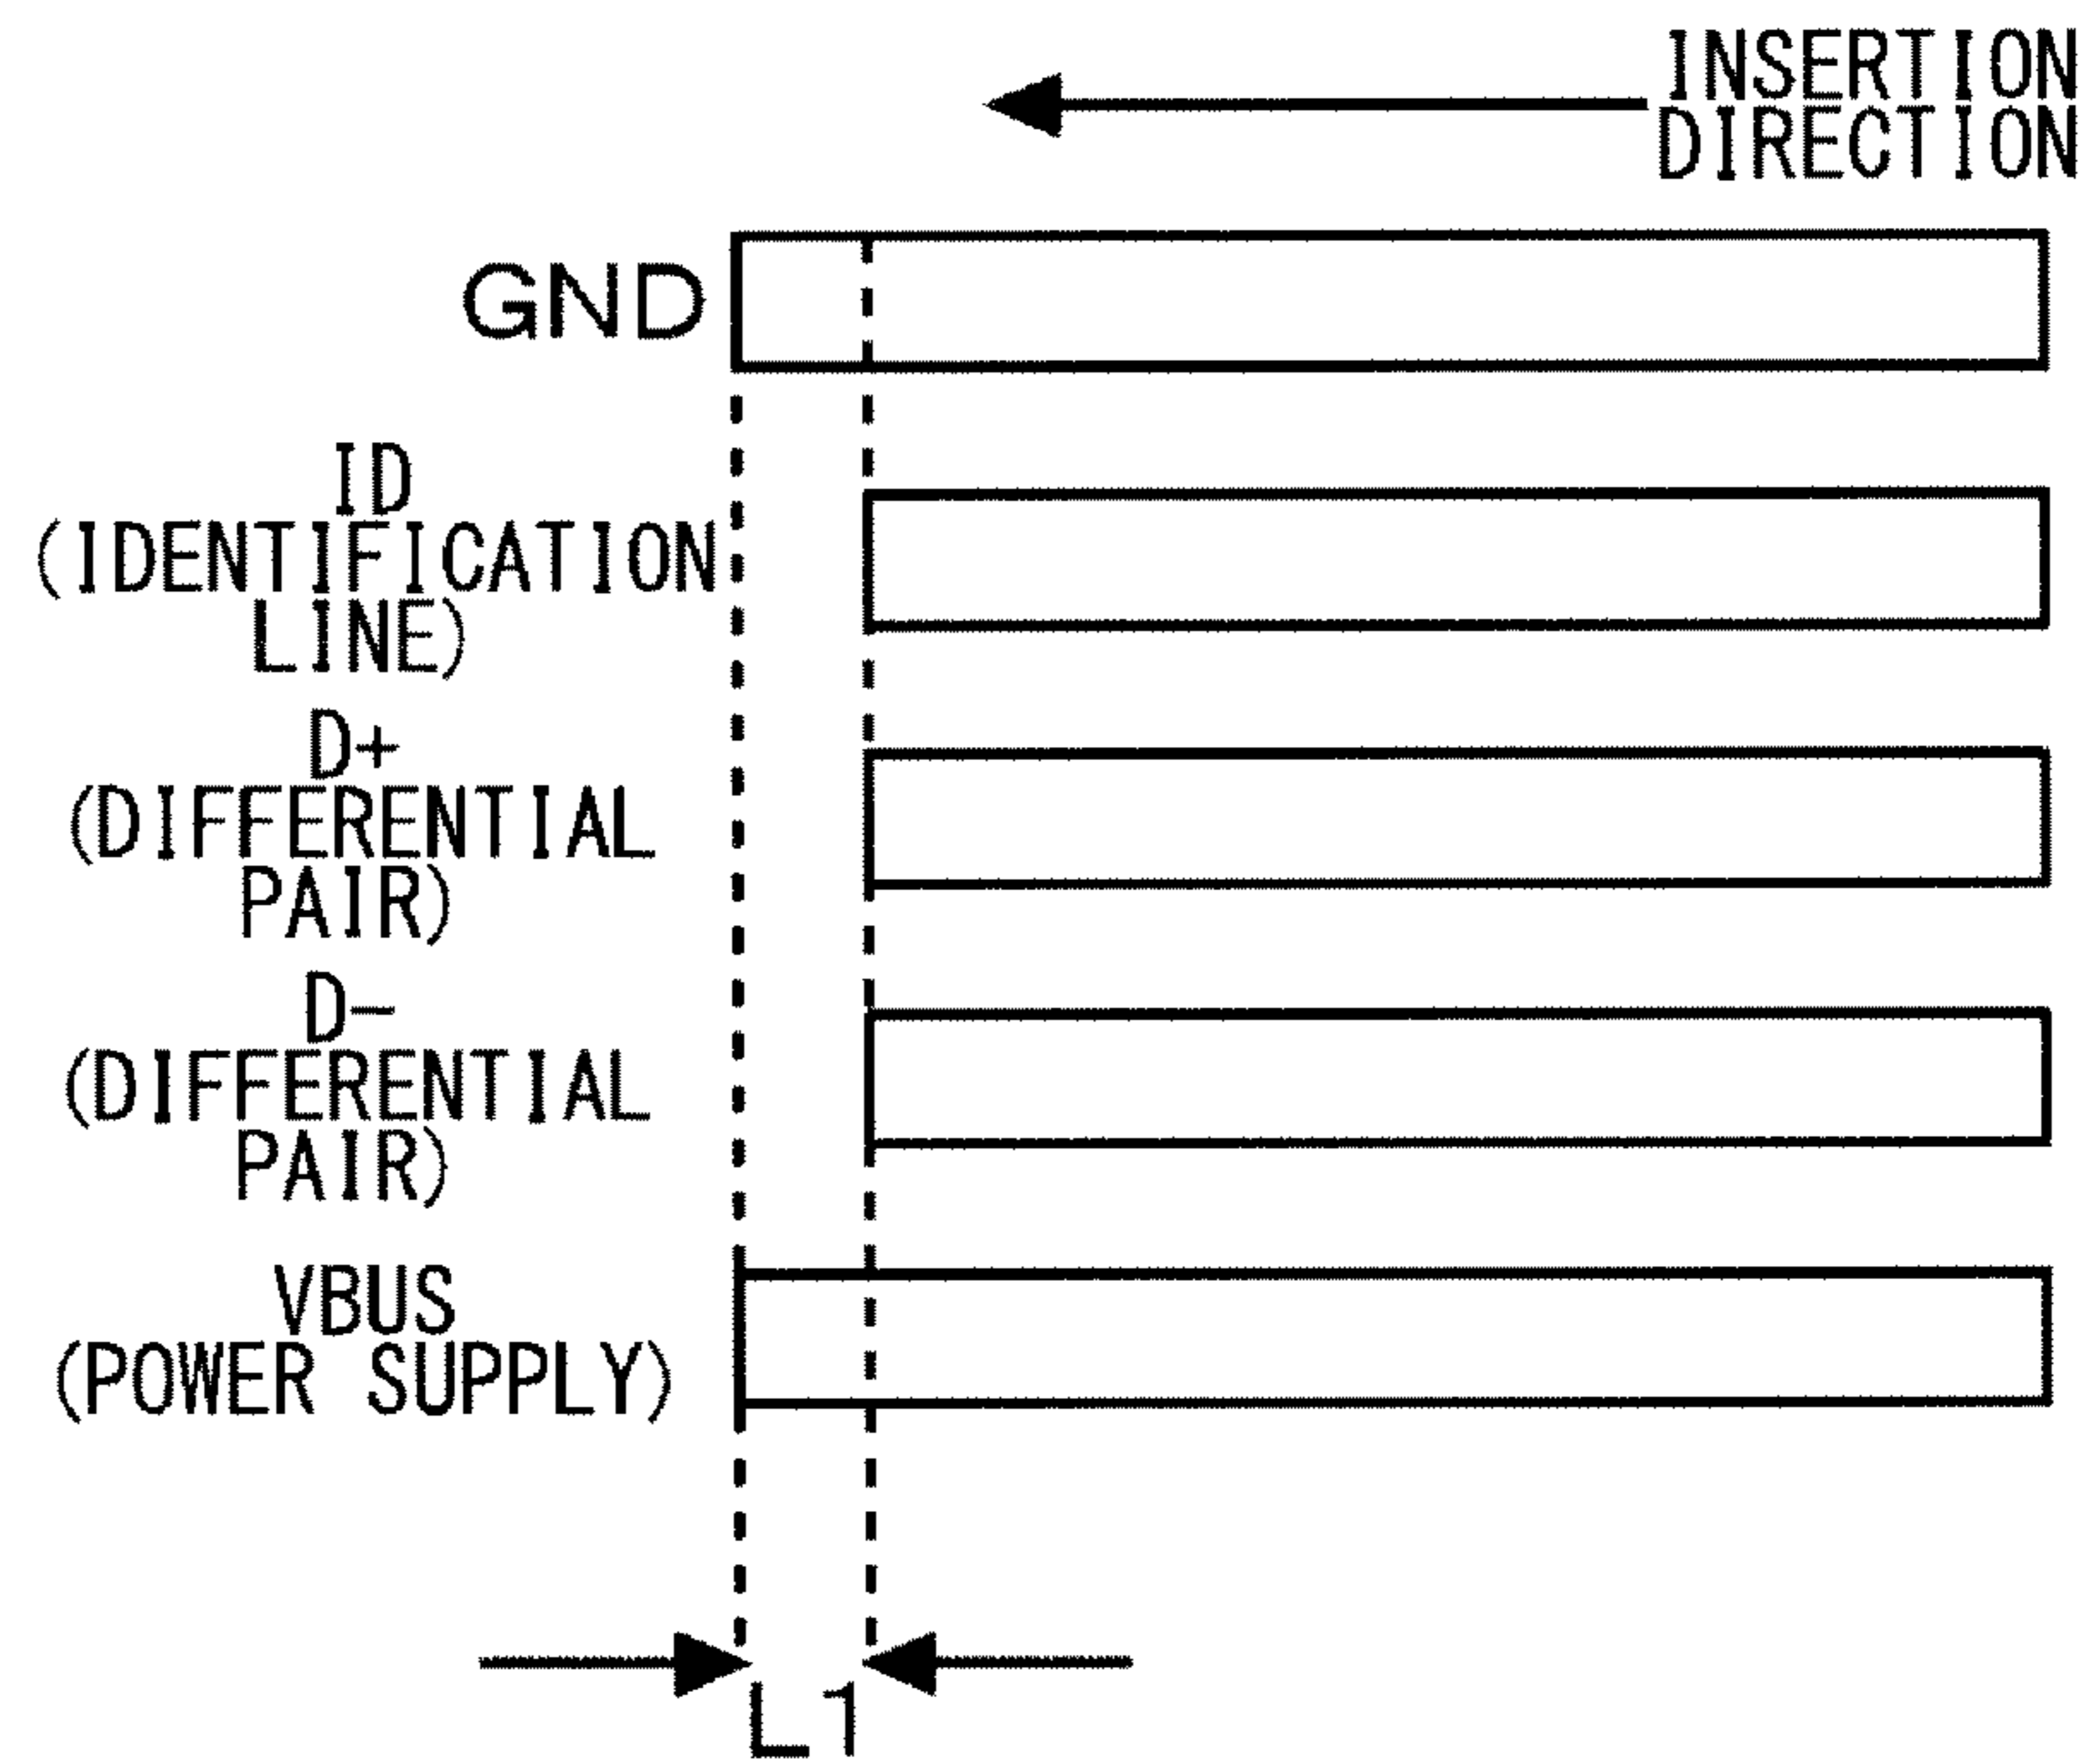 INSERTION
DIRECTION
GND
ID
(IDENTIFICATION
LINE)
D+
(DIFFERENTIAL
PAIR)
D-
(DIFFERENTIAL
PAIR)
VBUS
(POWER SUPPLY)
L1